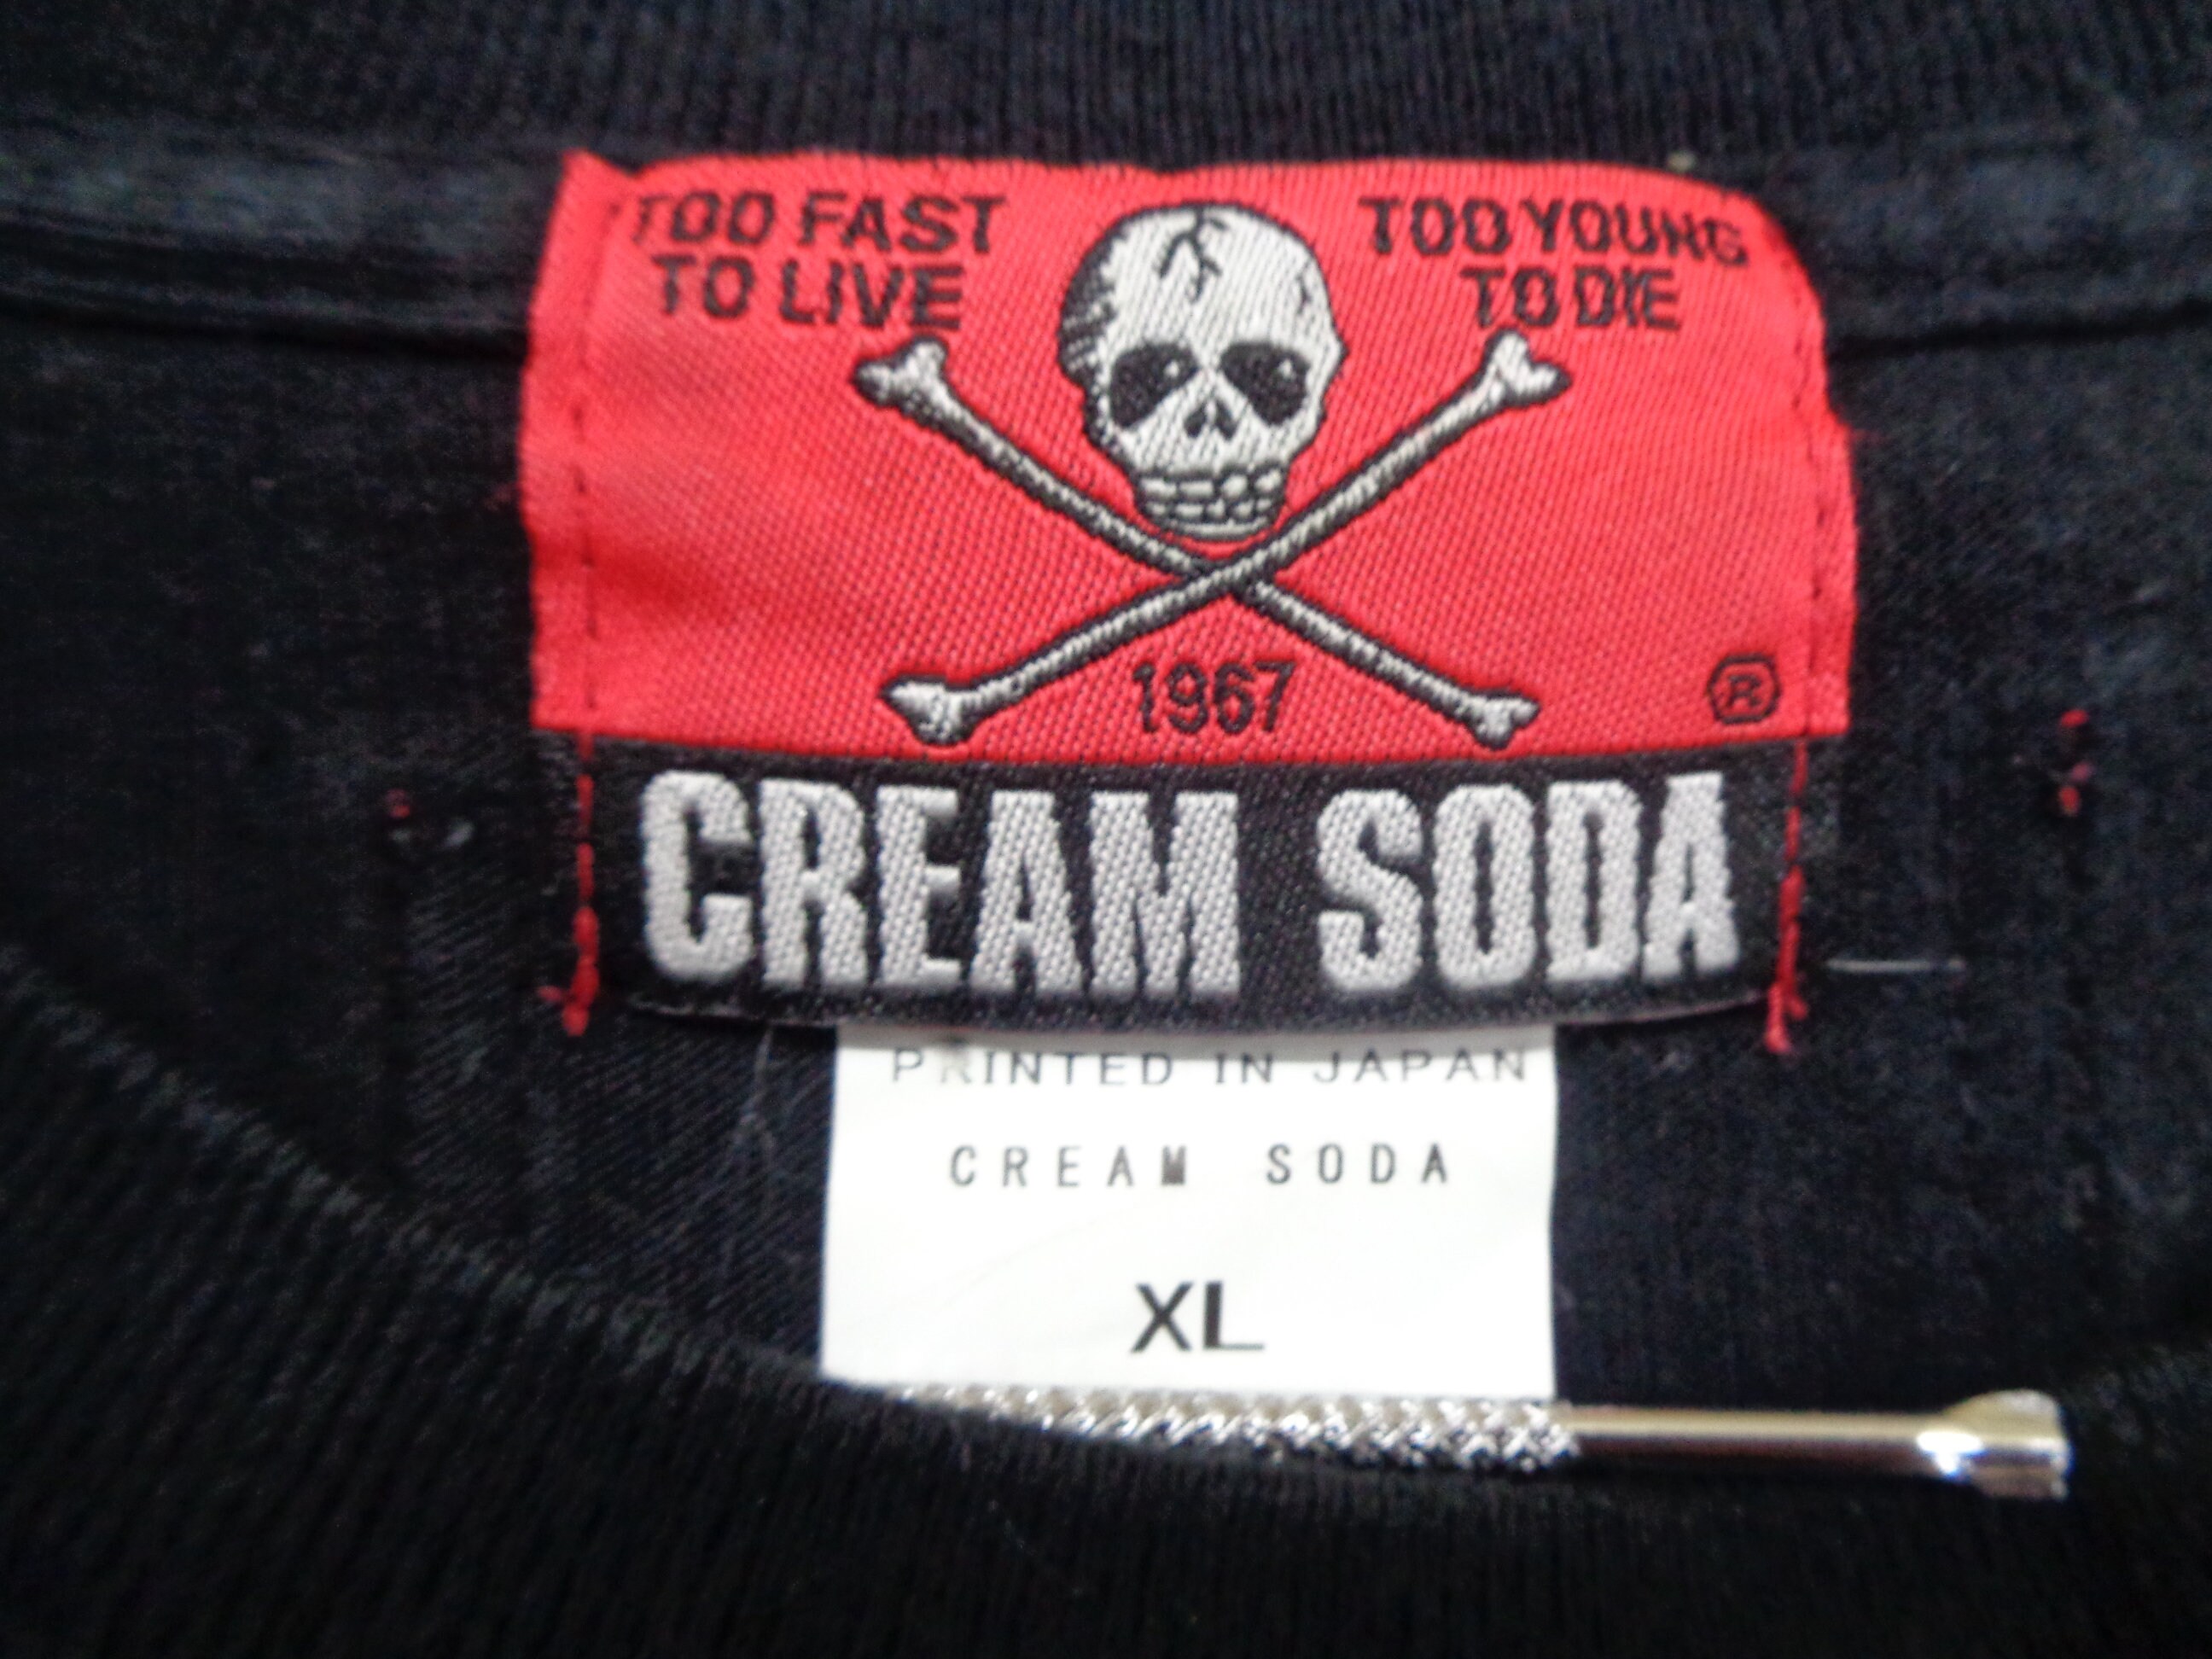 TOO FAST
TO LIVE
TOO YOUNG
TO DIE
1967
®
CREAM SODA
PRINTED IN JAPAN
CREAM SODA
XL